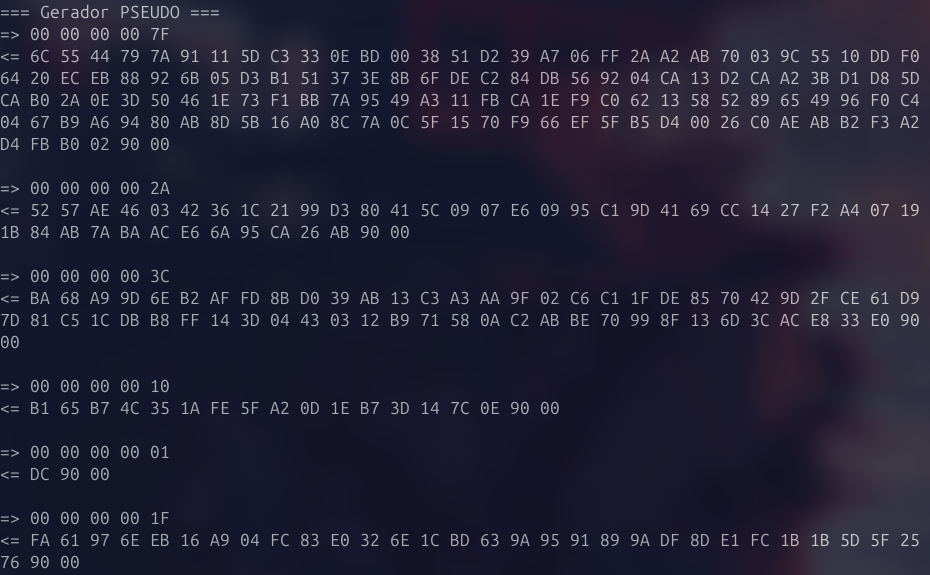 === Gerador PSEUDO ===
=> 00 00 00 00 7F
<= 6C 55 44 79 7A 91 11 5D C3 33 0E BD 00 38 51 D2 39 A7 06 FF 2A A2 AB 70 03 9C 55 10 DD F0
64 20 EC EB 88 92 6B 05 D3 B1 51 37 3E 8B 6F DE C2 84 DB 56 92 04 CA 13 D2 CA A2 3B D1 D8 5D
CA B0 2A 0E 3D 50 46 1E 73 F1 BB 7A 95 49 A3 11 FB CA 1E F9 C0 62 13 58 52 89 65 49 96 F0 C4
04 67 B9 A6 94 80 AB 8D 5B 16 A0 8C 7A 0C 5F 15 70 F9 66 EF 5F B5 D4 00 26 C0 AE AB B2 F3 A2
D4 FB B0 02 90 00
=> 00 00 00 00 2A
<= 52 57 AE 46 03 42 36 1C 21 99 D3 80 41 5C 09 07 E6 09 95 C1 9D 41 69 CC 14 27 F2 A4 07 19
1B 84 AB 7A BA AC E6 6A 95 CA 26 AB 90 00
=> 00 00 00 00 3C
<= BA 68 A9 9D 6E B2 AF FD 8B D0 39 AB 13 C3 A3 AA 9F 02 C6 C1 1F DE 85 70 42 9D 2F CE 61 D9
7D 81 C5 1C DB B8 FF 14 3D 04 43 03 12 B9 71 58 0A C2 AB BE 70 99 8F 13 6D 3C AC E8 33 E0 90
00
=> 00 00 00 00 10
<= B1 65 B7 4C 35 1A FE 5F A2 0D 1E B7 3D 14 7C 0E 90 00
=> 00 00 00 00 01
<= DC 90 00
=> 00 00 00 00 1F
<= FA 61 97 6E EB 16 A9 04 FC 83 E0 32 6E 1C BD 63 9A 95 91 89 9A DF 8D E1 FC 1B 1B 5D 5F 25
76 90 00